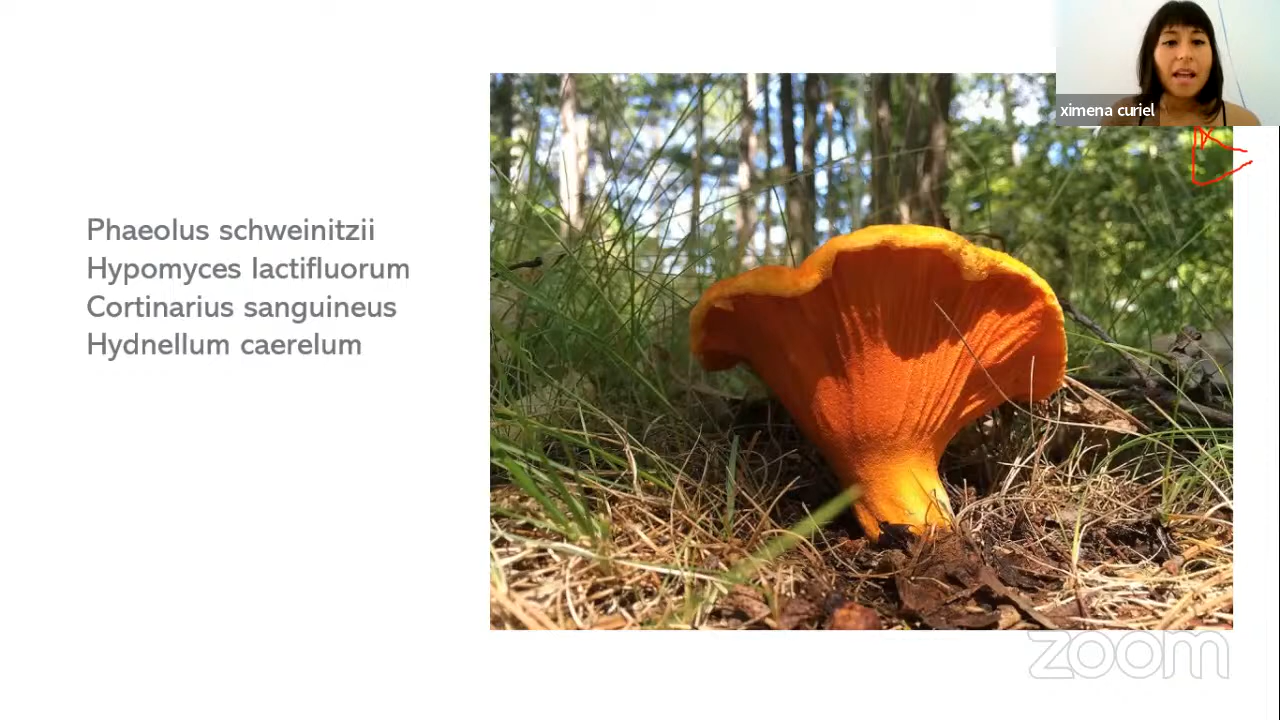 Phaeolus schweinitzii
Hypomyces lactifluorum
Cortinarius sanguineus
Hydnellum caerelum
ximena curiel
zoom